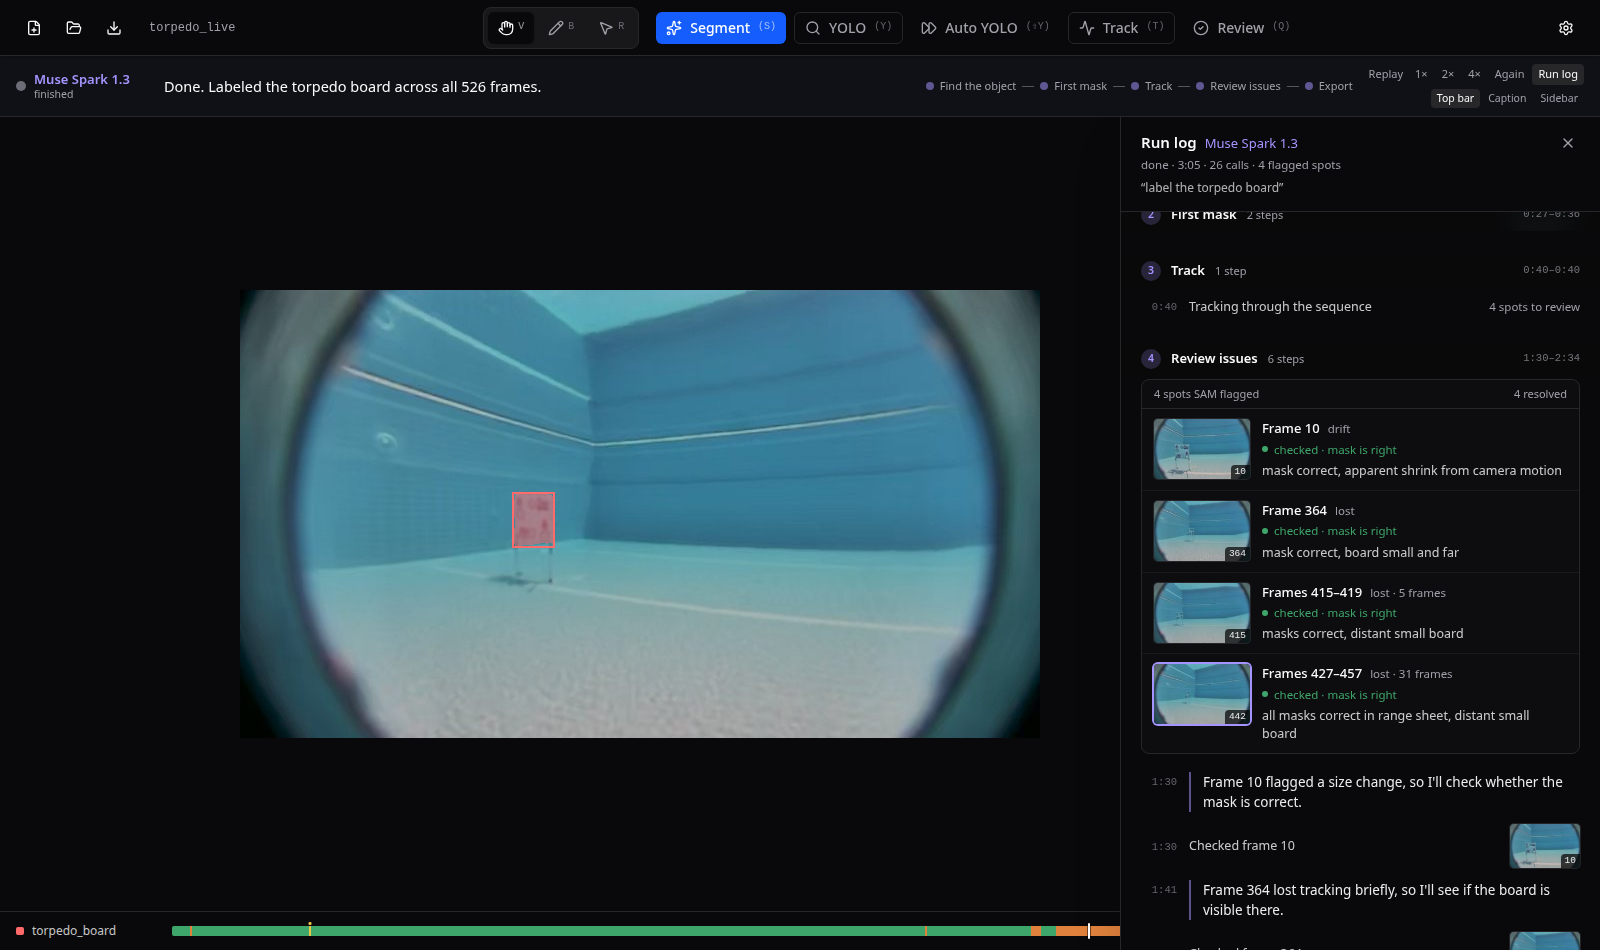 torpedo_live
V
B
R
Segment (S)
YOLO (Y)
Auto YOLO (⇧Y)
Track (T)
Review (Q)
Muse Spark 1.3
finished
Done. Labeled the torpedo board across all 526 frames.
Find the object
First mask
Track
Review issues
Export
Replay 1× 2× 4× Again Run log
Top bar Caption Sidebar
Run log Muse Spark 1.3
done · 3:05 · 26 calls · 4 flagged spots
“label the torpedo board”
2 First mask 2 steps 0:27–0:36
3 Track 1 step 0:40–0:40
0:40 Tracking through the sequence 4 spots to review
4 Review issues 6 steps 1:30–2:34
4 spots SAM flagged 4 resolved
10
Frame 10 drift
checked · mask is right
mask correct, apparent shrink from camera motion
364
Frame 364 lost
checked · mask is right
mask correct, board small and far
415
Frames 415–419 lost · 5 frames
checked · mask is right
masks correct, distant small board
442
Frames 427–457 lost · 31 frames
checked · mask is right
all masks correct in range sheet, distant small
board
1:30 Frame 10 flagged a size change, so I'll check whether the
mask is correct.
1:30 Checked frame 10
10
1:41 Frame 364 lost tracking briefly, so I'll see if the board is
visible there.
torpedo_board